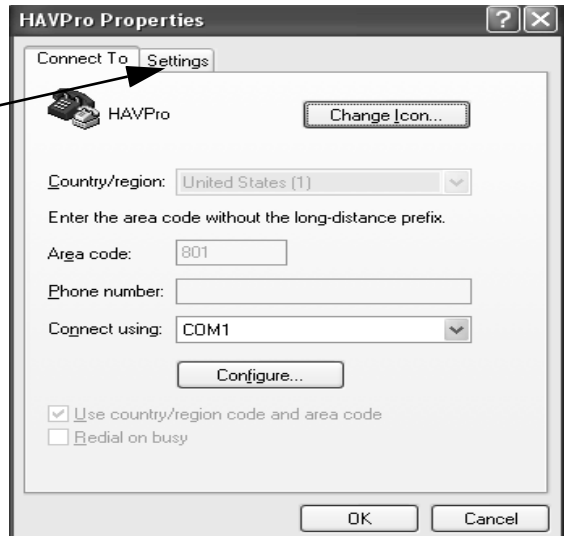 HAVPro Properties
Connect To Settings
HAVPro Change Icon...
Country/region: United States (1)
Enter the area code without the long-distance prefix.
Area code: 801
Phone number:
Connect using: COM1
Configure...
Use country/region code and area code
Redial on busy
OK Cancel